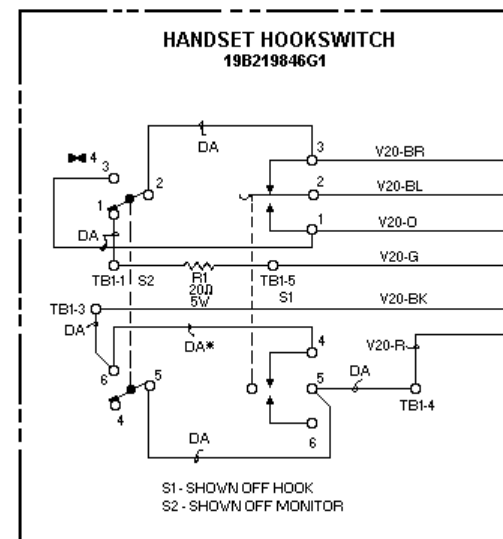 HANDSET HOOKSWITCH
19B219846G1
4
3
DA
3
V20-BR
2
2
V20-BL
1
1
V20-O
DA
V20-G
TB1-1
S2
R1
20Ω
5W
TB1-5
S1
TB1-3
V20-BK
DA
DA*
4
V20-R
6
5
5
DA
4
TB1-4
DA
6
S1 - SHOWN OFF HOOK
S2 - SHOWN OFF MONITOR